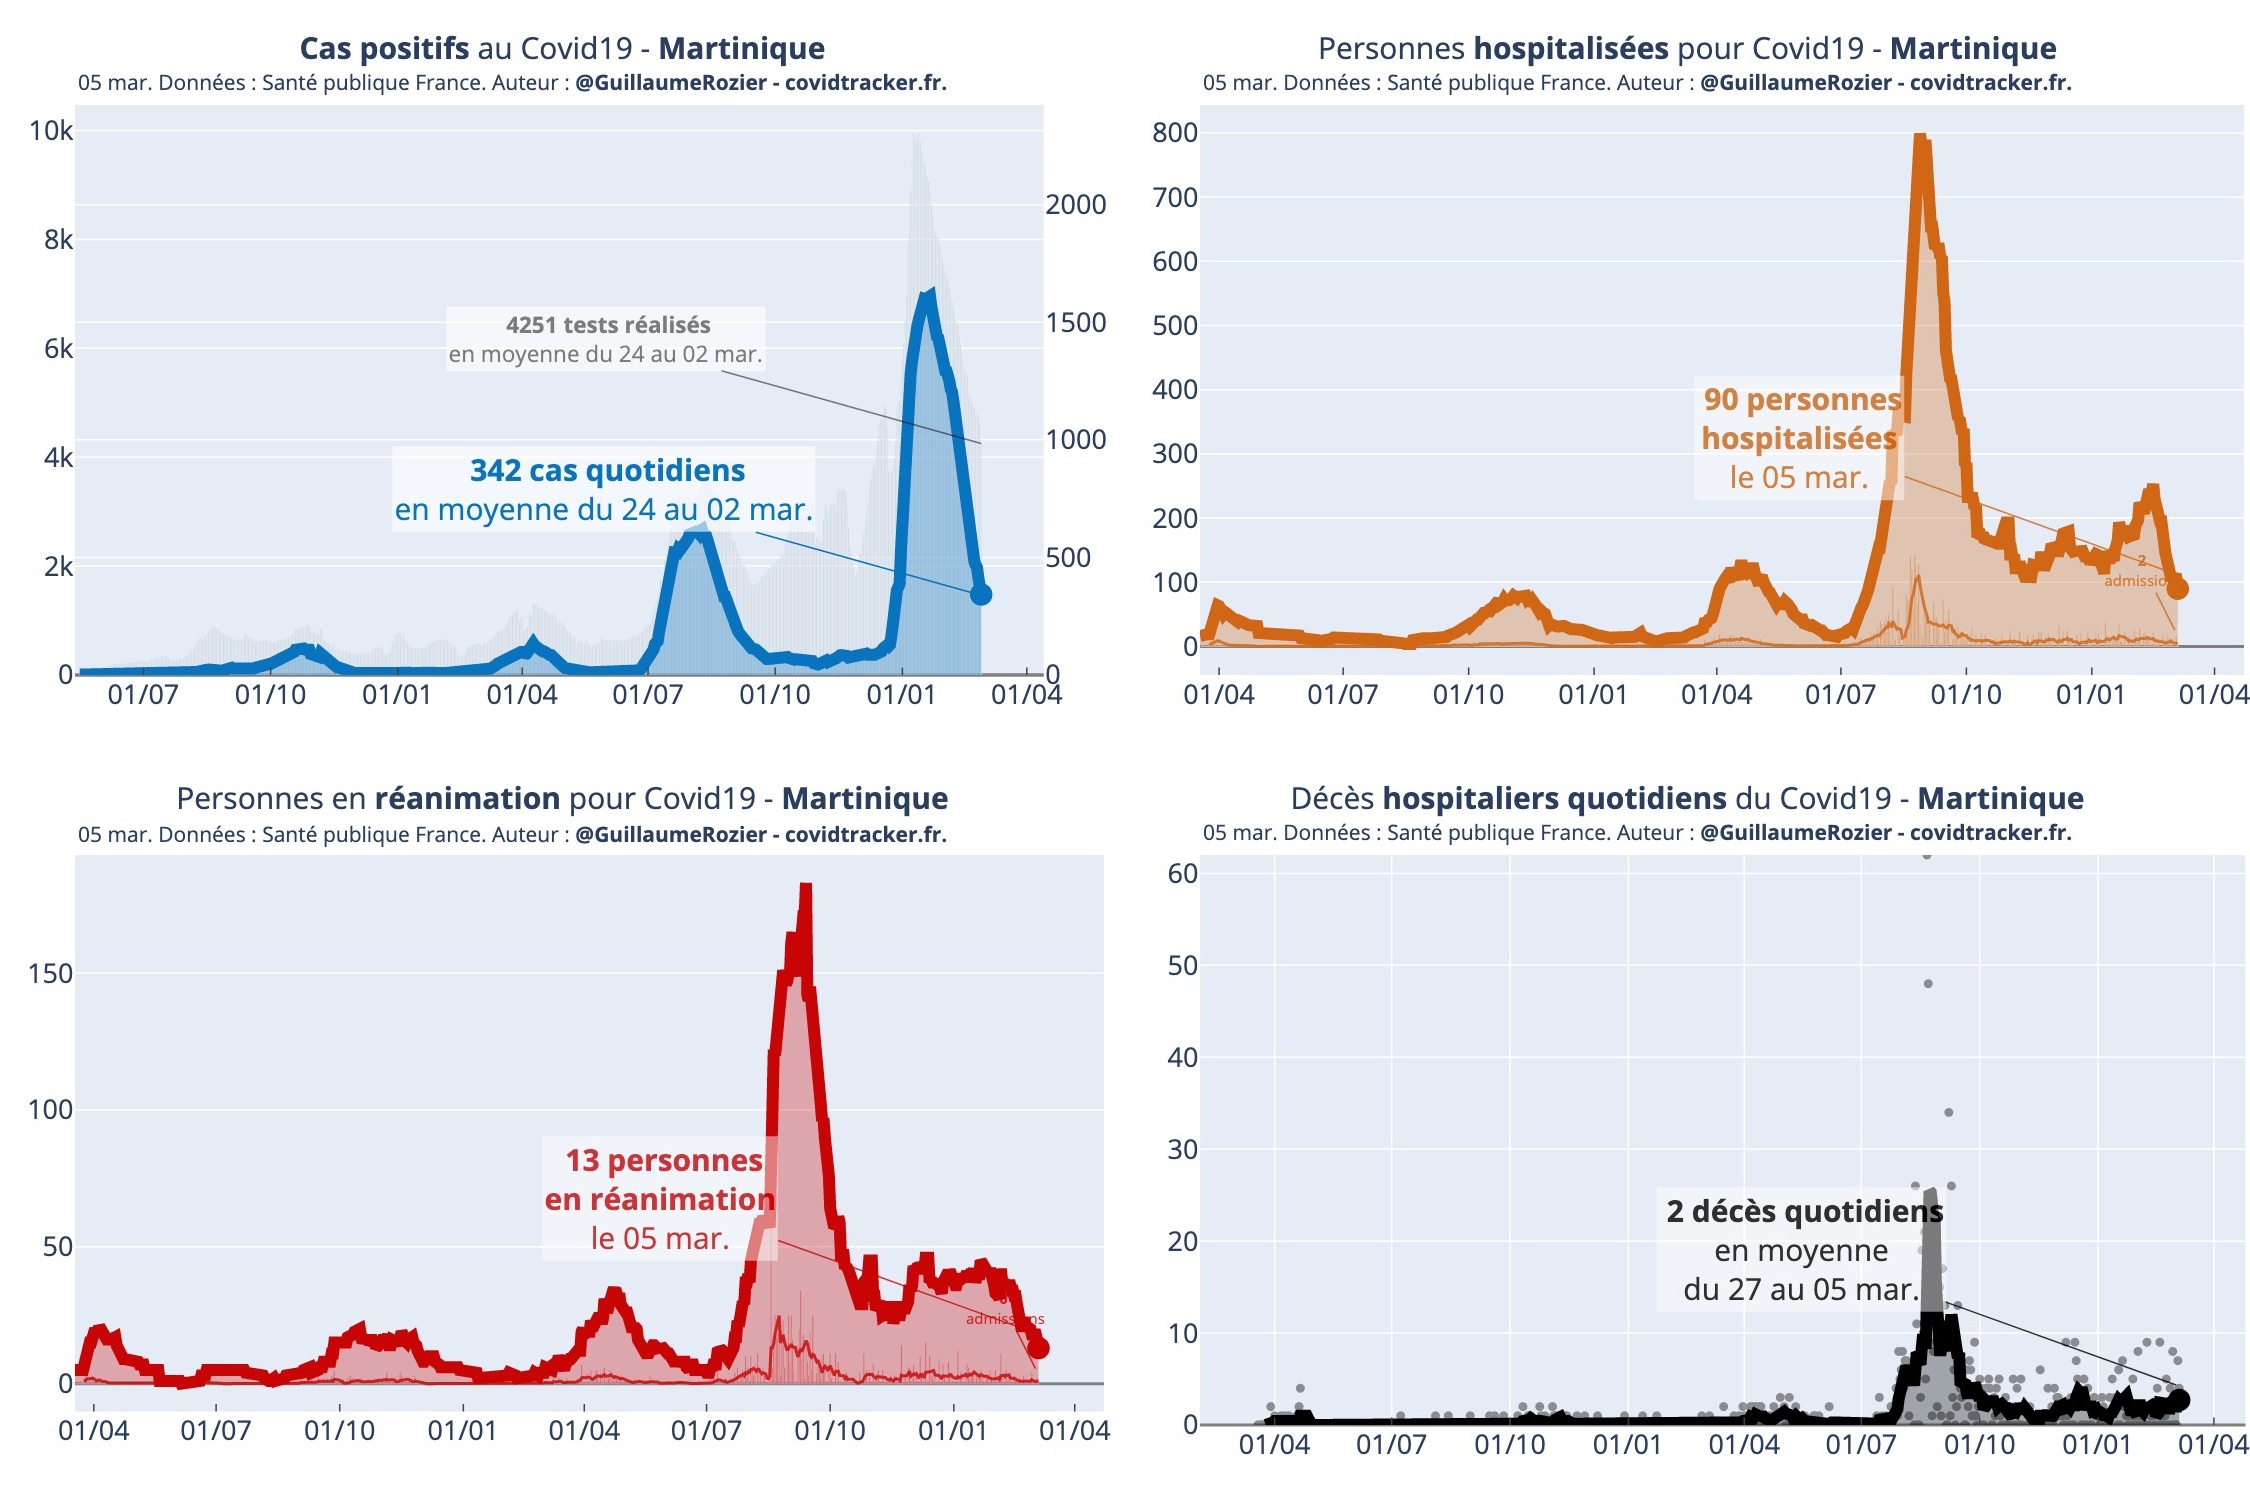 Cas positifs au Covid19 - Martinique
05 mar. Données : Santé publique France. Auteur : @GuillaumeRozier - covidtracker.fr.
10k
8k
6k
4k
2k
0
2000
1500
1000
500
0
4251 tests réalisés
en moyenne du 24 au 02 mar.
342 cas quotidiens
en moyenne du 24 au 02 mar.
01/07 01/10 01/01 01/04 01/07 01/10 01/01 01/04
Personnes hospitalisées pour Covid19 - Martinique
05 mar. Données : Santé publique France. Auteur : @GuillaumeRozier - covidtracker.fr.
800
700
600
500
400
300
200
100
0
90 personnes
hospitalisées
le 05 mar.
2
01/04 01/07 01/10 01/01 01/04 01/07 01/10 01/01 01/04
Personnes en réanimation pour Covid19 - Martinique
05 mar. Données : Santé publique France. Auteur : @GuillaumeRozier - covidtracker.fr.
150
100
50
0
13 personnes
en réanimation
le 05 mar.
admissions
01/04 01/07 01/10 01/01 01/04 01/07 01/10 01/01 01/04
Décès hospitaliers quotidiens du Covid19 - Martinique
05 mar. Données : Santé publique France. Auteur : @GuillaumeRozier - covidtracker.fr.
60
50
40
30
20
10
0
2 décès quotidiens
en moyenne
du 27 au 05 mar.
01/04 01/07 01/10 01/01 01/04 01/07 01/10 01/01 01/04